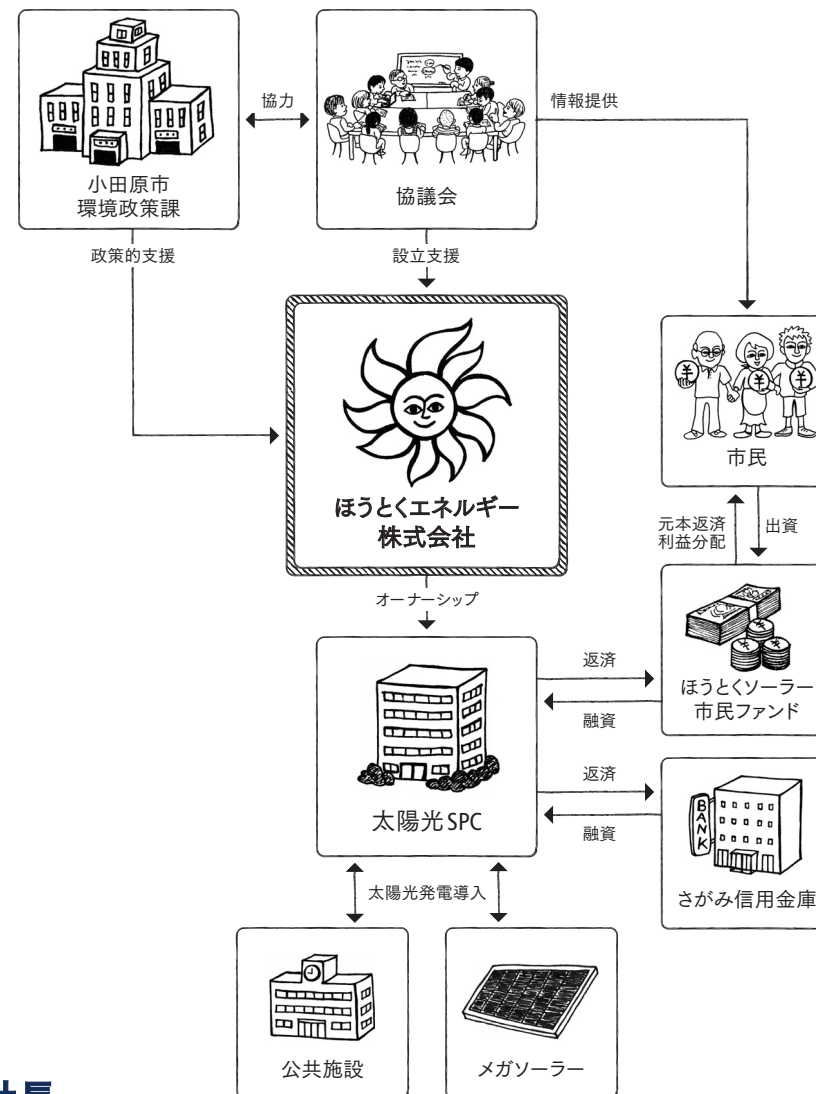 協力
情報提供
小田原市
環境政策課
協議会
政策的支援
設立支援
ほうとくエネルギー
株式会社
市民
元本返済
利益分配
出資
オーナーシップ
太陽光SPC
返済
融資
ほうとくソーラー
市民ファンド
返済
融資
BANK
さがみ信用金庫
太陽光発電導入
公共施設
メガソーラー